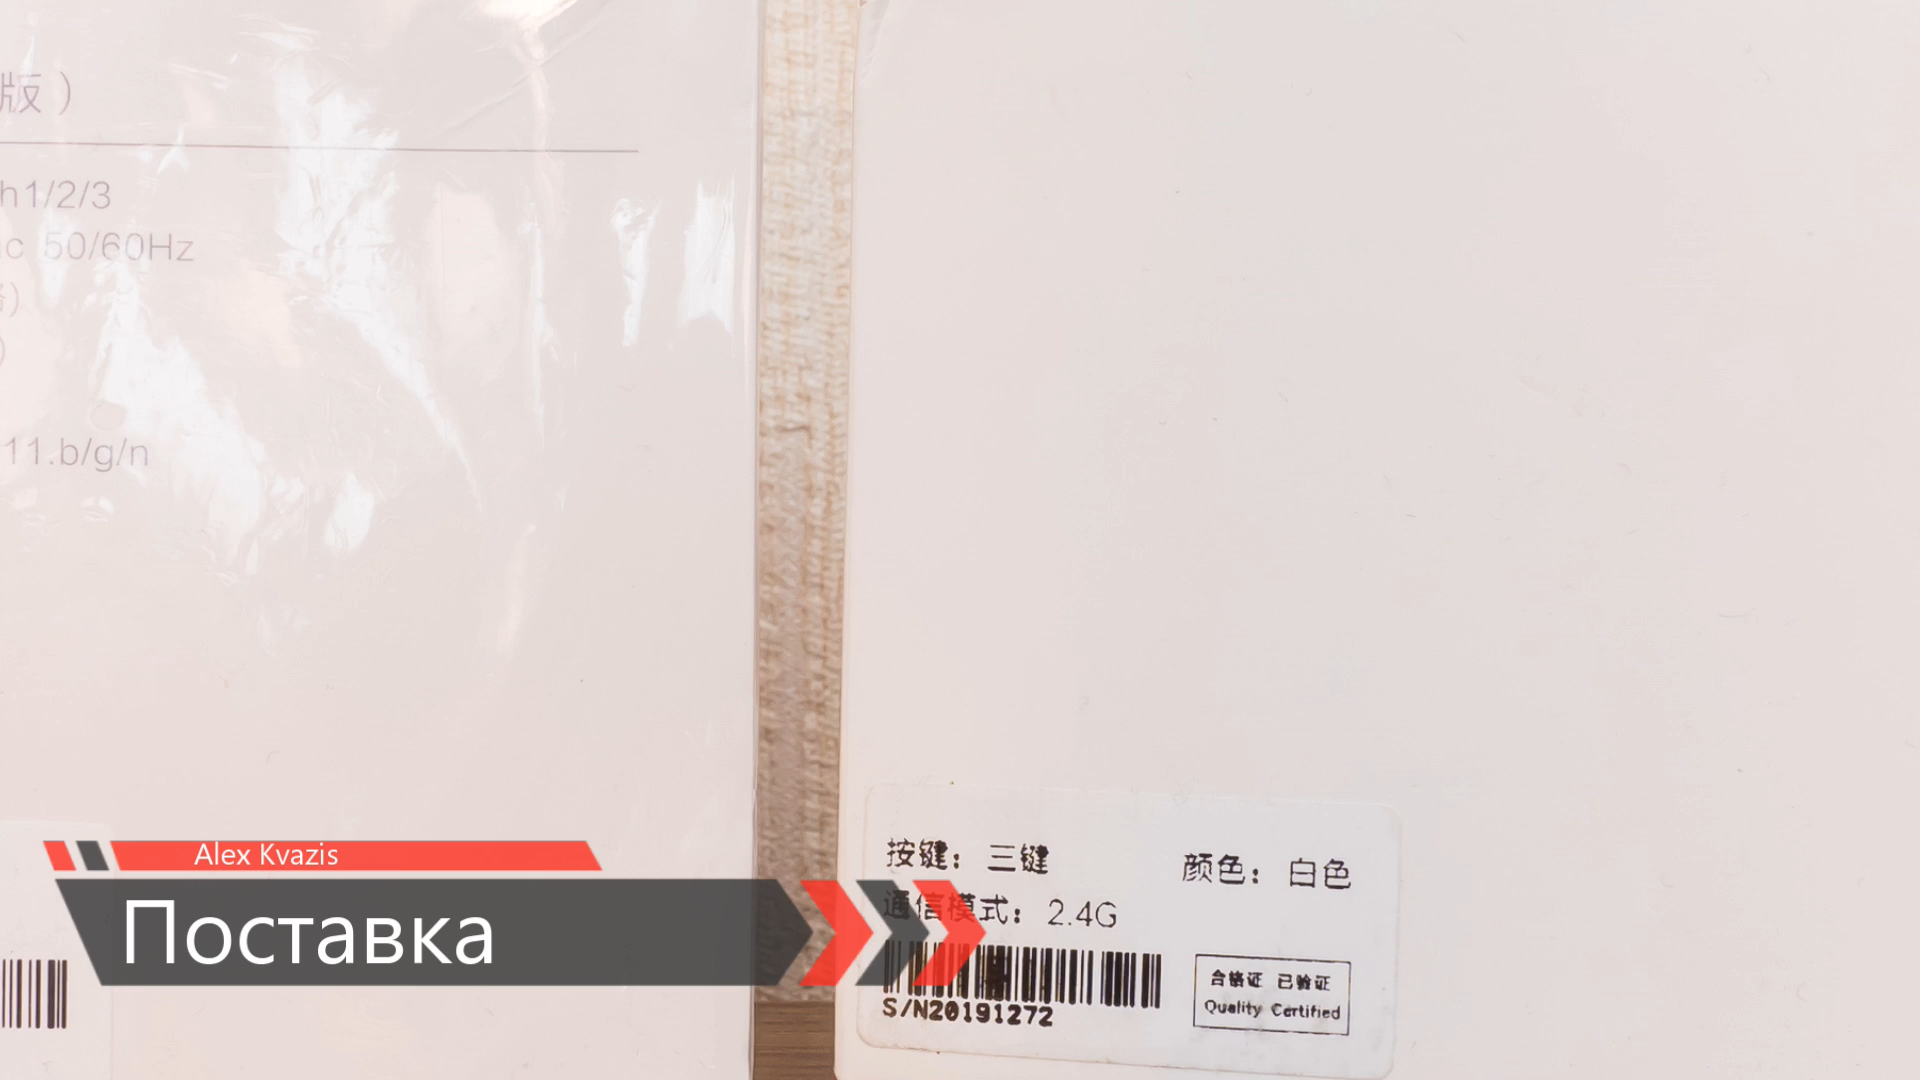 版）
h1/2/3
50/60Hz
)
11.b/g/n
Alex Kvazis
Поставка
按键：三键 颜色：白色
通信模式：2.4G
S/N20191272
合格证 已验证
Quality Certified